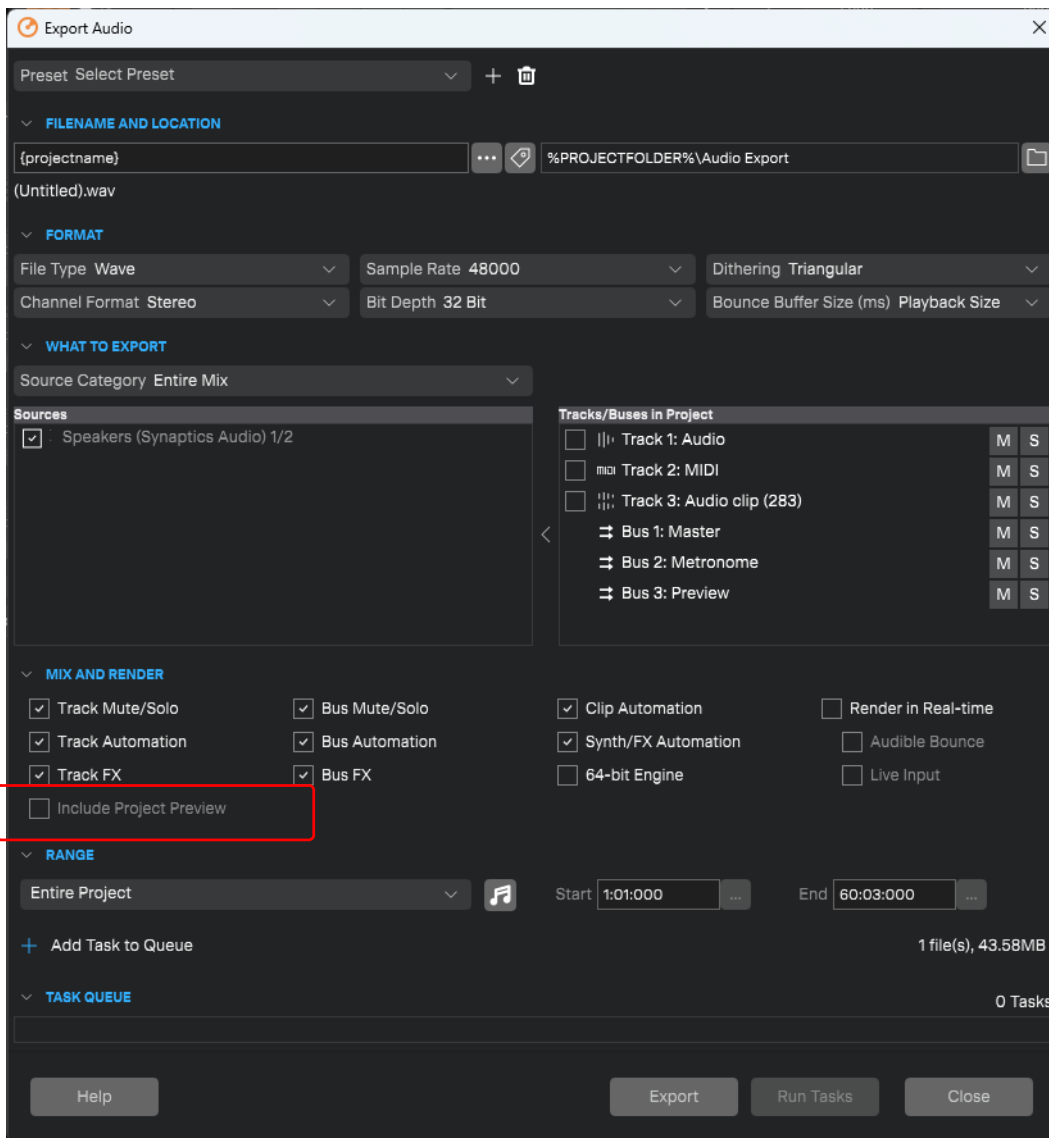 Export Audio
Preset Select Preset
FILENAME AND LOCATION
{projectname}
%PROJECTFOLDER%\Audio Export
(Untitled).wav
FORMAT
File Type Wave
Sample Rate 48000
Dithering Triangular
Channel Format Stereo
Bit Depth 32 Bit
Bounce Buffer Size (ms) Playback Size
WHAT TO EXPORT
Source Category Entire Mix
Sources
Speakers (Synaptics Audio) 1/2
Tracks/Buses in Project
Track 1: Audio M S
MIDI Track 2: MIDI M S
Track 3: Audio clip (283) M S
Bus 1: Master M S
Bus 2: Metronome M S
Bus 3: Preview M S
MIX AND RENDER
Track Mute/Solo
Bus Mute/Solo
Clip Automation
Render in Real-time
Track Automation
Bus Automation
Synth/FX Automation
Audible Bounce
Track FX
Bus FX
64-bit Engine
Live Input
Include Project Preview
RANGE
Entire Project
Start 1:01:000 ...
End 60:03:000 ...
Add Task to Queue
1 file(s), 43.58MB
TASK QUEUE
0 Tasks
Help
Export
Run Tasks
Close